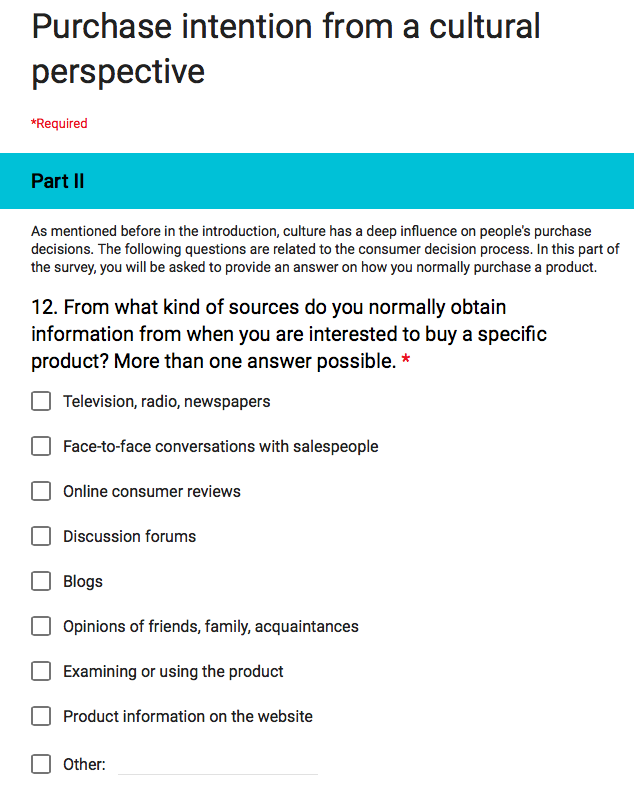 Purchase intention from a cultural
perspective
*Required
Part II
As mentioned before in the introduction, culture has a deep influence on people's purchase
decisions. The following questions are related to the consumer decision process. In this part of
the survey, you will be asked to provide an answer on how you normally purchase a product.
12. From what kind of sources do you normally obtain
information from when you are interested to buy a specific
product? More than one answer possible. *
Television, radio, newspapers
Face-to-face conversations with salespeople
Online consumer reviews
Discussion forums
Blogs
Opinions of friends, family, acquaintances
Examining or using the product
Product information on the website
Other: